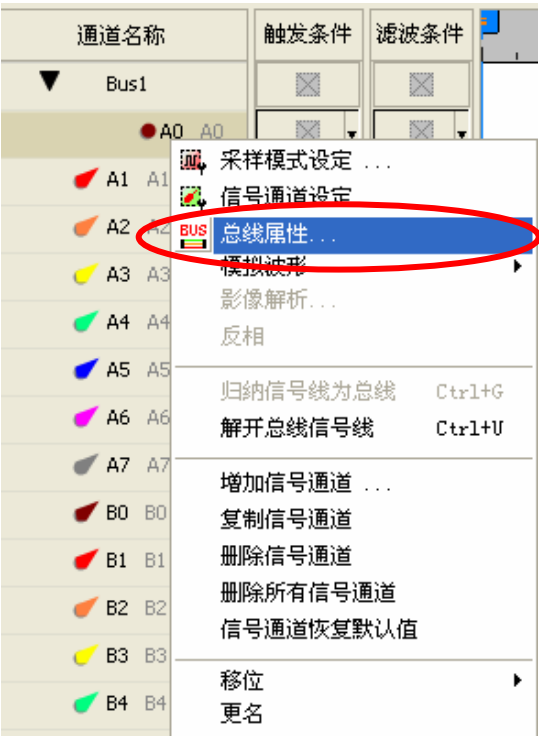 通道名称 触发条件 滤波条件
Bus1
A0 A0
采样模式设定 ...
A1 A1
信号通道设定
A2 A2
BUS 总线属性...
模拟波形
A3 A3
影像解析...
A4 A4
反相
A5 A5
归纳信号线为总线 Ctrl+G
A6 A6
解开总线信号线 Ctrl+U
A7 A7
增加信号通道 ...
B0 B0
复制信号通道
B1 B1
删除信号通道
删除所有信号通道
B2 B2
信号通道恢复默认值
B3 B3
移位
B4 B4
更名